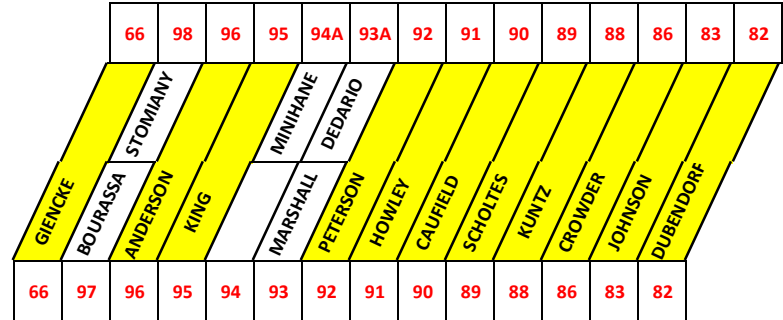 66 98 96 95 94A 93A 92 91 90 89 88 86 83 82
STOMIANY MINIHANE DEDARIO
GIENCKE BOURASSA ANDERSON KING MARSHALL PETERSON HOWLEY CAUFIELD SCHOLTES KUNTZ CROWDER JOHNSON DUBENDORF
66 97 96 95 94 93 92 91 90 89 88 86 83 82